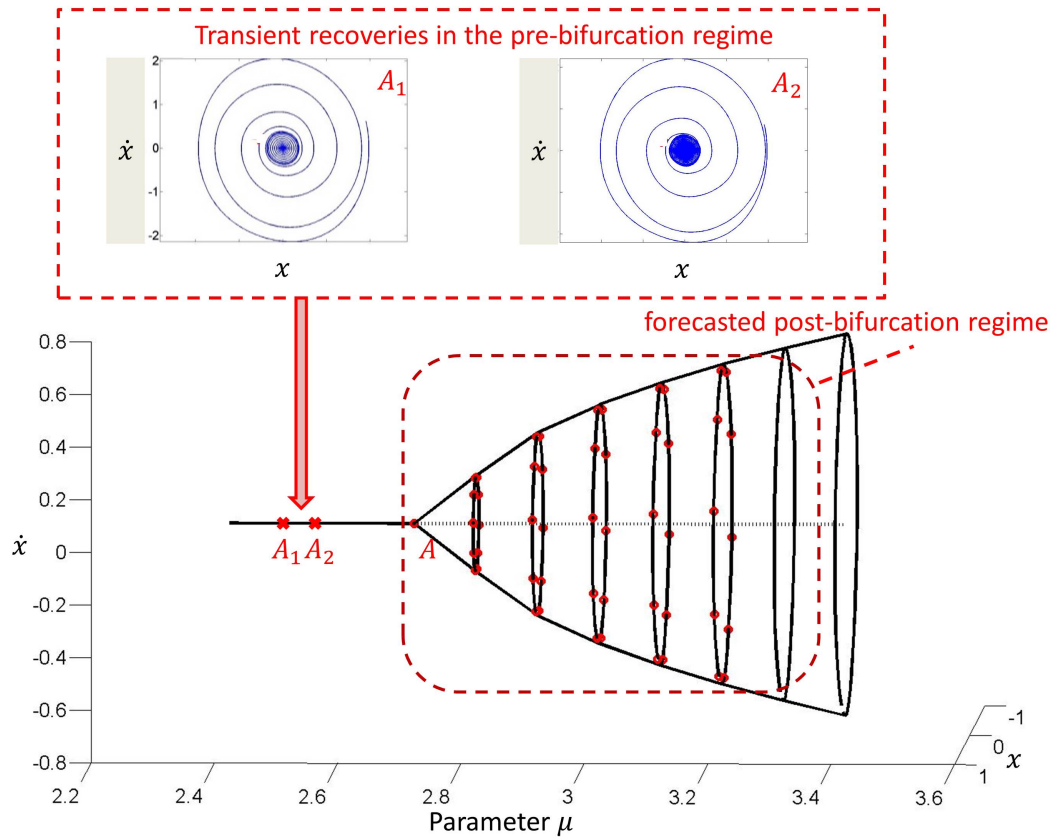 Transient recoveries in the pre-bifurcation regime
2
1
0
-1
-2
ẋ
x
A₁
ẋ
x
A₂
forecasted post-bifurcation regime
0.8
0.6
0.4
0.2
0
-0.2
-0.4
-0.6
-0.8
ẋ
A₁ A₂
A
-1
0
1
x
2.2 2.4 2.6 2.8 3 3.2 3.4 3.6
Parameter μ